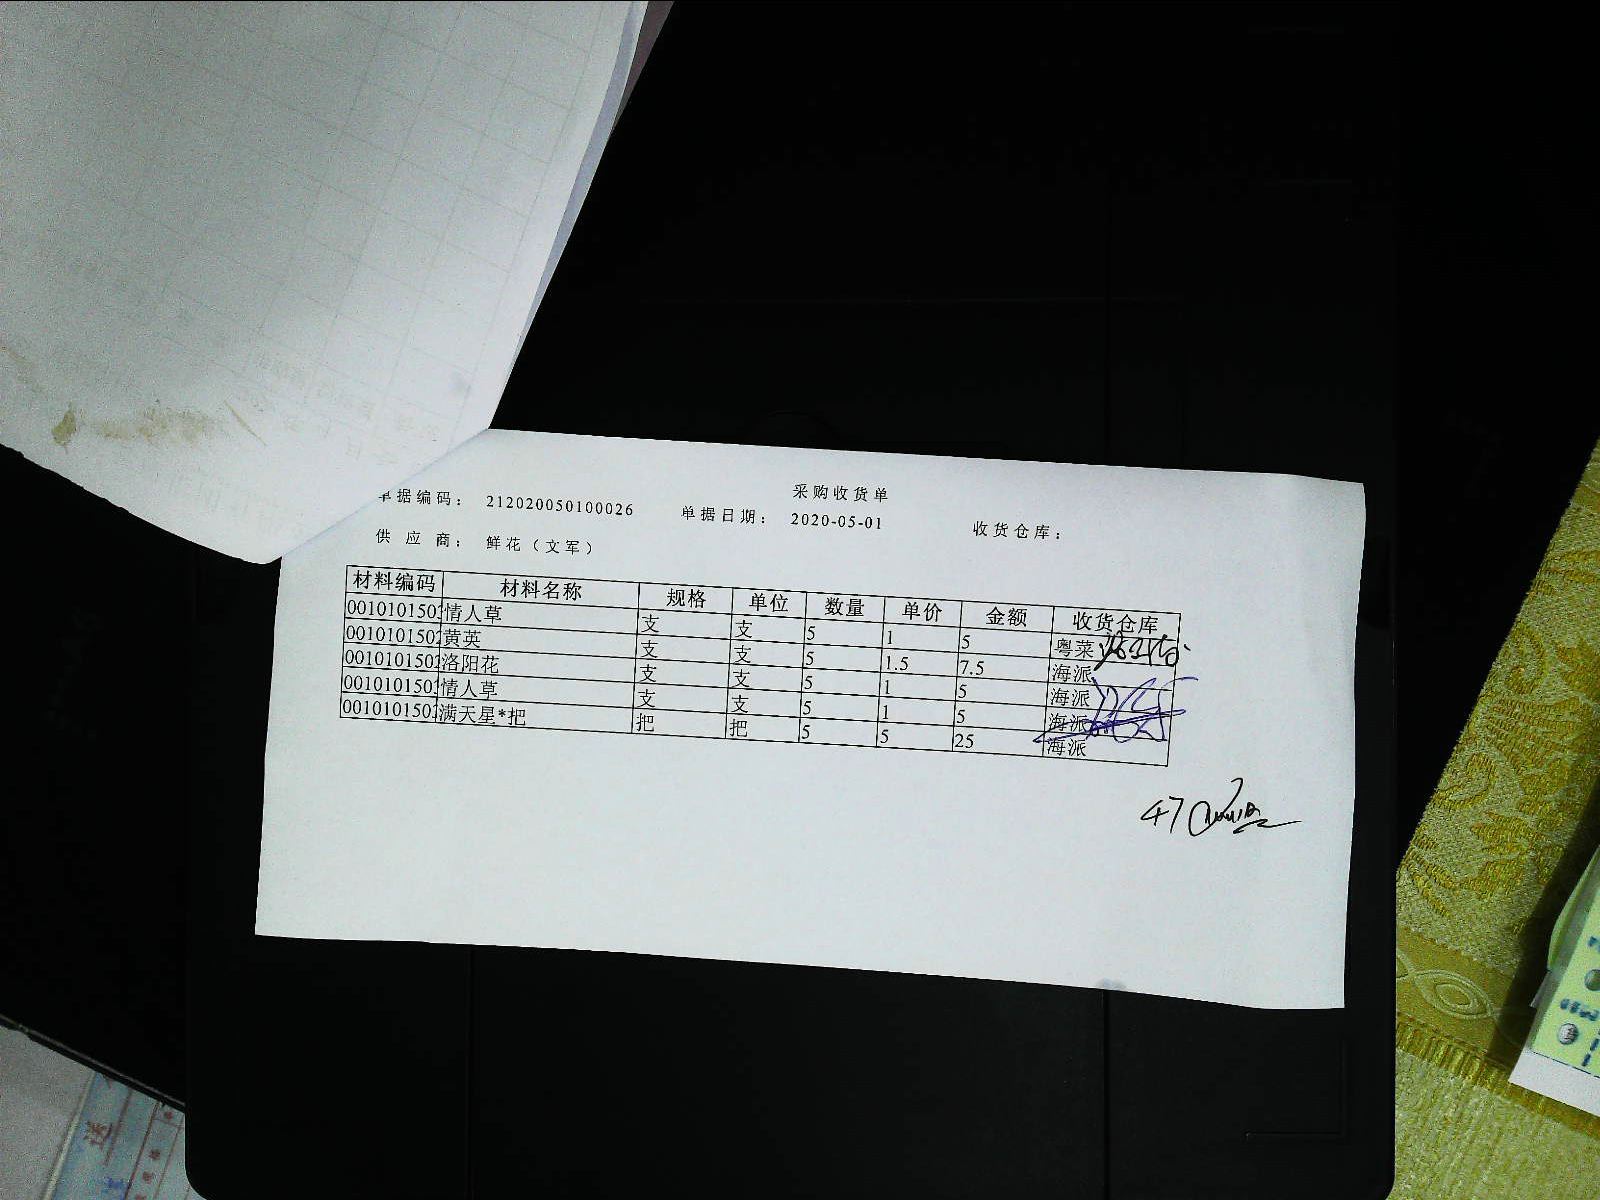 采购收货单
单据编码： 212020050100026 单据日期： 2020-05-01 收货仓库：
供 应 商： 鲜花（文军）
材料编码 材料名称 规格 单位 数量 单价 金额 收货仓库
0010101503 情人草 支 支 5 1 5 粤菜
0010101502 黄英 支 支 5 1.5 7.5 海派
0010101502 洛阳花 支 支 5 1 5 海派
0010101503 情人草 支 支 5 1 5 海派
0010101502 满天星*把 把 把 5 5 25 海派
47